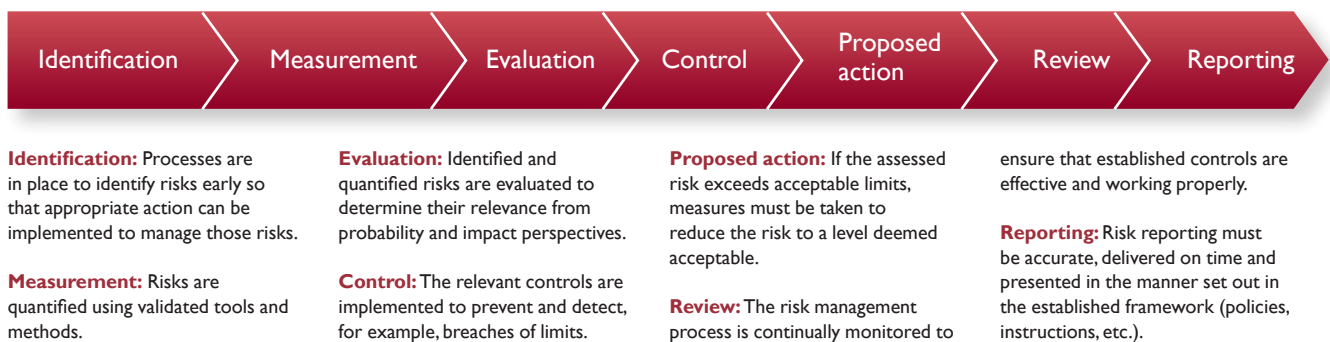 Identification
Measurement
Evaluation
Control
Proposed
action
Review
Reporting
Identification: Processes are
in place to identify risks early so
that appropriate action can be
implemented to manage those risks.
Measurement: Risks are
quantified using validated tools and
methods.
Evaluation: Identified and
quantified risks are evaluated to
determine their relevance from
probability and impact perspectives.
Control: The relevant controls are
implemented to prevent and detect,
for example, breaches of limits.
Proposed action: If the assessed
risk exceeds acceptable limits,
measures must be taken to
reduce the risk to a level deemed
acceptable.
Review: The risk management
process is continually monitored to
ensure that established controls are
effective and working properly.
Reporting: Risk reporting must
be accurate, delivered on time and
presented in the manner set out in
the established framework (policies,
instructions, etc.).